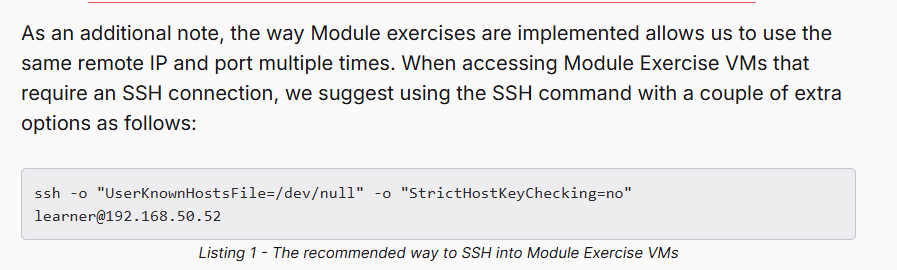 As an additional note, the way Module exercises are implemented allows us to use the
same remote IP and port multiple times. When accessing Module Exercise VMs that
require an SSH connection, we suggest using the SSH command with a couple of extra
options as follows:
ssh -o "UserKnownHostsFile=/dev/null" -o "StrictHostKeyChecking=no"
learner@192.168.50.52
Listing 1 - The recommended way to SSH into Module Exercise VMs